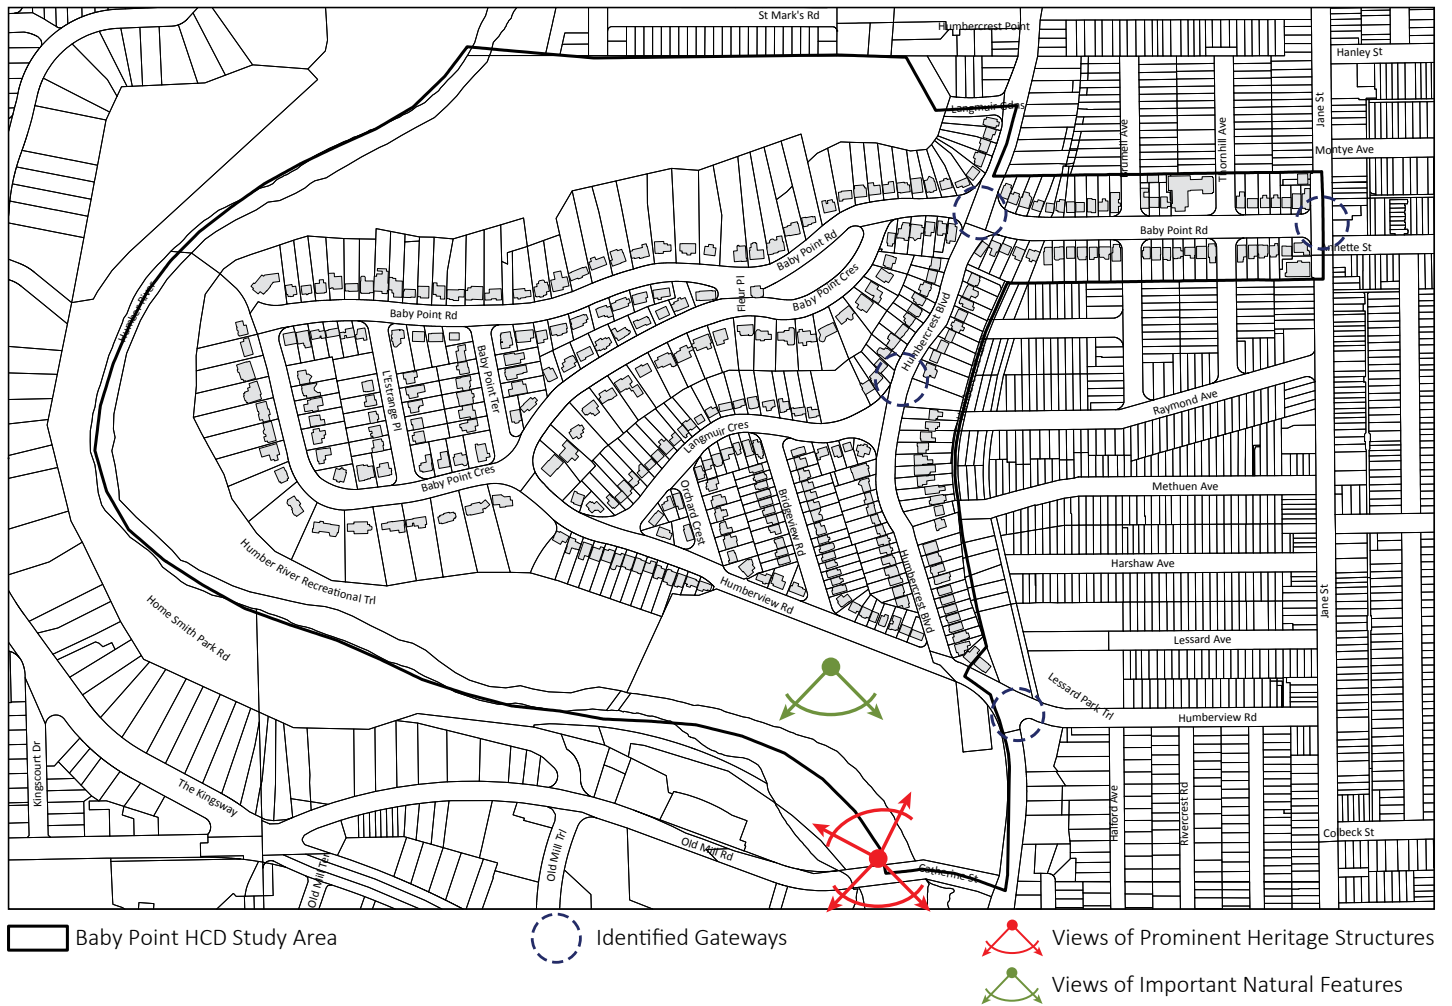 St Mark's Rd
Humbercrest Point
Hanley St
Langmuir Gdns
Jane St
Montye Ave
Thornhill Ave
Baby Point Rd
Baby Point Rd
Baby Point Cres
Fleur Pl
Humber River
Baby Point Rd
Humbercrest Blvd
Baby Point Ter
L'Estrange Pl
Raymond Ave
Langmuir Cres
Baby Point Cres
Orchard Crest
Bridgeview Rd
Methuen Ave
Humber River Recreational Trl
Humberview Rd
Humbercrest Blvd
Harshaw Ave
Jane St
Home Smith Park Rd
Lessard Ave
Lessard Park Trl
Humberview Rd
Kingscourt Dr
The Kingsway
Halford Ave
Rivercrest Rd
Colbeck St
Old Mill Rd
Old Mill Trl
Old Mill Ter
Catherine St
Baby Point HCD Study Area
Identified Gateways
Views of Prominent Heritage Structures
Views of Important Natural Features